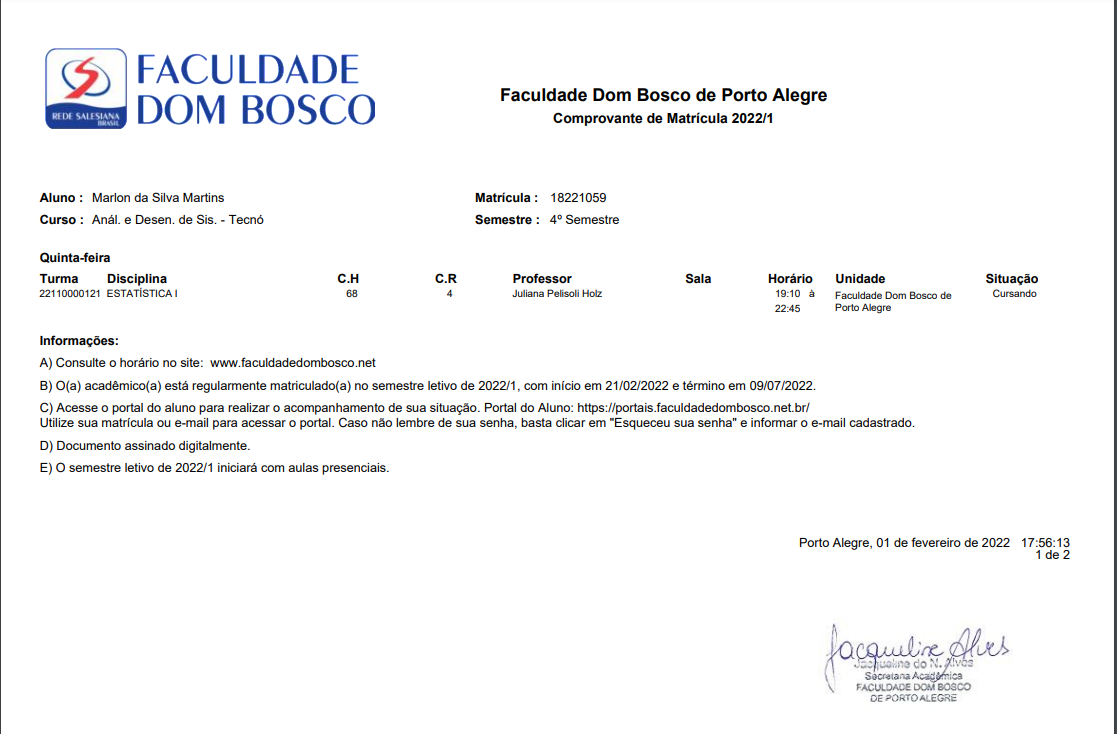 REDE SALESIANA
BRASIL
FACULDADE
DOM BOSCO
Faculdade Dom Bosco de Porto Alegre
Comprovante de Matrícula 2022/1
Aluno : Marlon da Silva Martins Matrícula : 18221059
Curso : Anál. e Desen. de Sis. - Tecnó Semestre : 4º Semestre
Quinta-feira
Turma Disciplina C.H C.R Professor Sala Horário Unidade Situação
22110000121 ESTATÍSTICA I 68 4 Juliana Pelisoli Holz 19:10 à Faculdade Dom Bosco de Cursando
22:45 Porto Alegre
Informações:
A) Consulte o horário no site: www.faculdadedombosco.net
B) O(a) acadêmico(a) está regularmente matriculado(a) no semestre letivo de 2022/1, com início em 21/02/2022 e término em 09/07/2022.
C) Acesse o portal do aluno para realizar o acompanhamento de sua situação. Portal do Aluno: https://portais.faculdadedombosco.net.br/
Utilize sua matrícula ou e-mail para acessar o portal. Caso não lembre de sua senha, basta clicar em "Esqueceu sua senha" e informar o e-mail cadastrado.
D) Documento assinado digitalmente.
E) O semestre letivo de 2022/1 iniciará com aulas presenciais.
Porto Alegre, 01 de fevereiro de 2022 17:56:13
1 de 2
Jacqueline Alves
Jacqueline do N. Alves
Secretaria Acadêmica
FACULDADE DOM BOSCO
DE PORTO ALEGRE